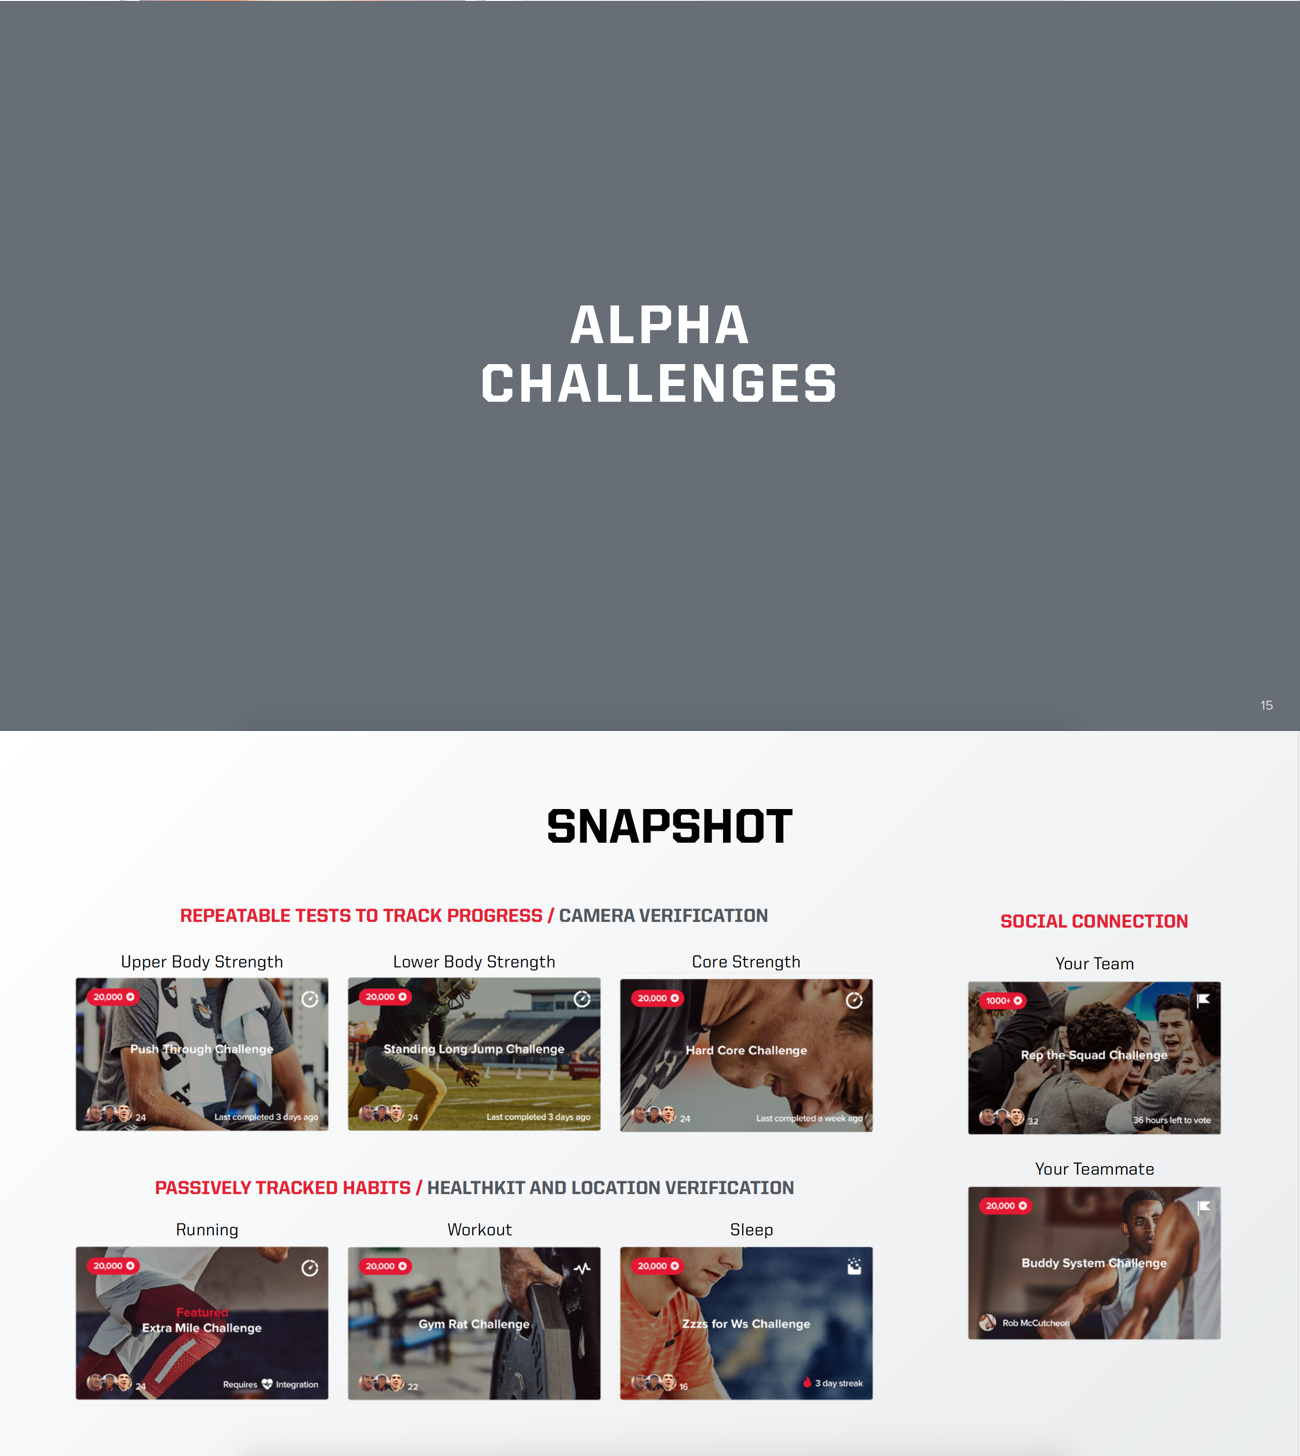 ALPHA
CHALLENGES
15
SNAPSHOT
REPEATABLE TESTS TO TRACK PROGRESS / CAMERA VERIFICATION
Upper Body Strength
20,000
Push Through Challenge
24
Last completed 3 days ago
Lower Body Strength
20,000
Standing Long Jump Challenge
24
Last completed 3 days ago
Core Strength
20,000
Hard Core Challenge
24
Last completed a week ago
PASSIVELY TRACKED HABITS / HEALTHKIT AND LOCATION VERIFICATION
Running
20,000
Featured
Extra Mile Challenge
24
Requires Integration
Workout
20,000
Gym Rat Challenge
22
Sleep
20,000
Zzzs for Ws Challenge
16
3 day streak
SOCIAL CONNECTION
Your Team
1000+
Rep the Squad Challenge
32
36 hours left to vote
Your Teammate
20,000
Buddy System Challenge
Rob McCutcheon